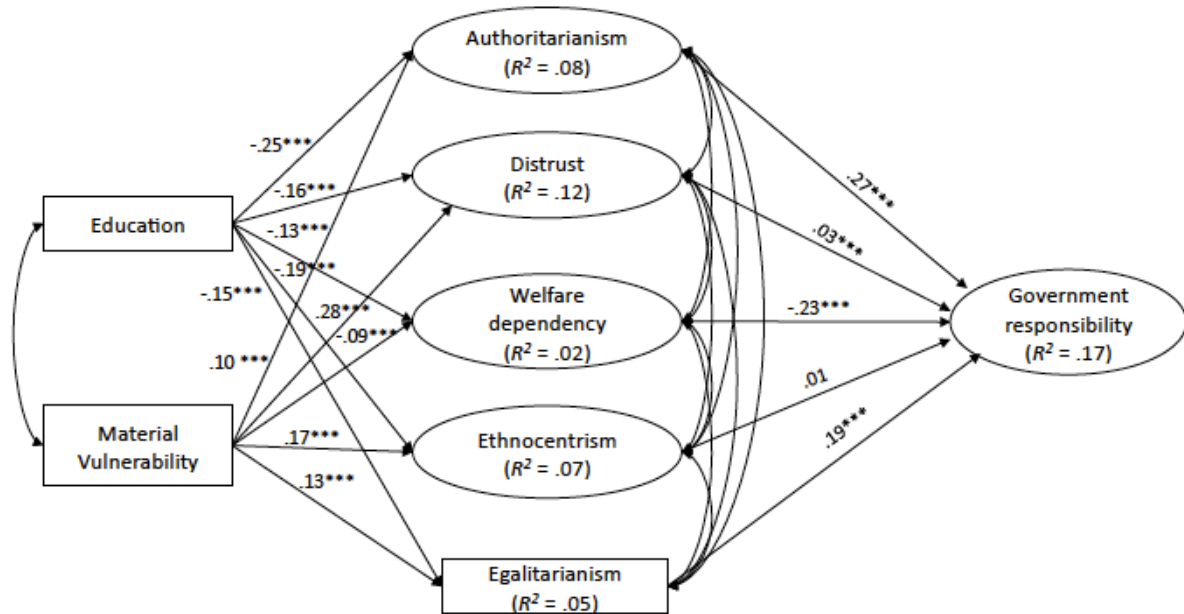 Authoritarianism
(R² = .08)
-.25***
Distrust
(R² = .12)
-.16***
.27***
Education
-.13***
.03***
-.19***
-.15***
Welfare
dependency
(R² = .02)
.28***
-.09***
-.23***
Government
responsibility
(R² = .17)
.10 ***
.01
Material
Vulnerability
.17***
Ethnocentrism
(R² = .07)
.19***
.13***
Egalitarianism
(R² = .05)